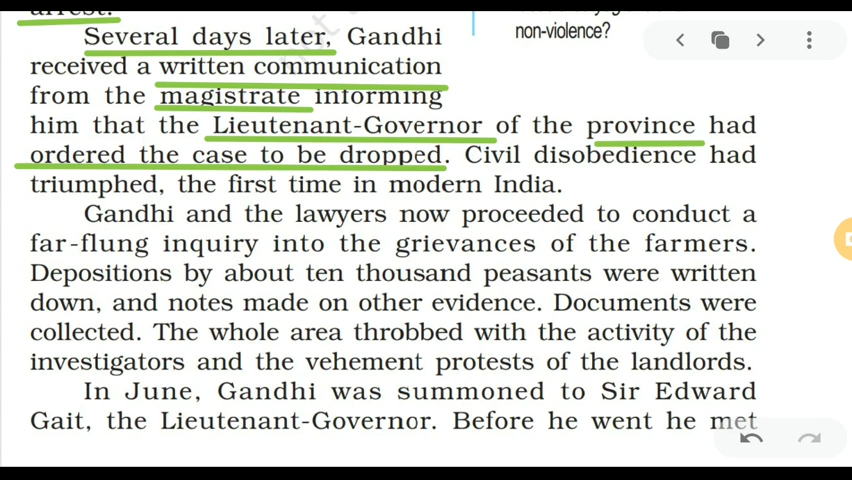 arrest.
Several days later, Gandhi
non-violence?
received a written communication
from the magistrate informing
him that the Lieutenant-Governor of the province had
ordered the case to be dropped. Civil disobedience had
triumphed, the first time in modern India.
Gandhi and the lawyers now proceeded to conduct a
far-flung inquiry into the grievances of the farmers.
Depositions by about ten thousand peasants were written
down, and notes made on other evidence. Documents were
collected. The whole area throbbed with the activity of the
investigators and the vehement protests of the landlords.
In June, Gandhi was summoned to Sir Edward
Gait, the Lieutenant-Governor. Before he went he met